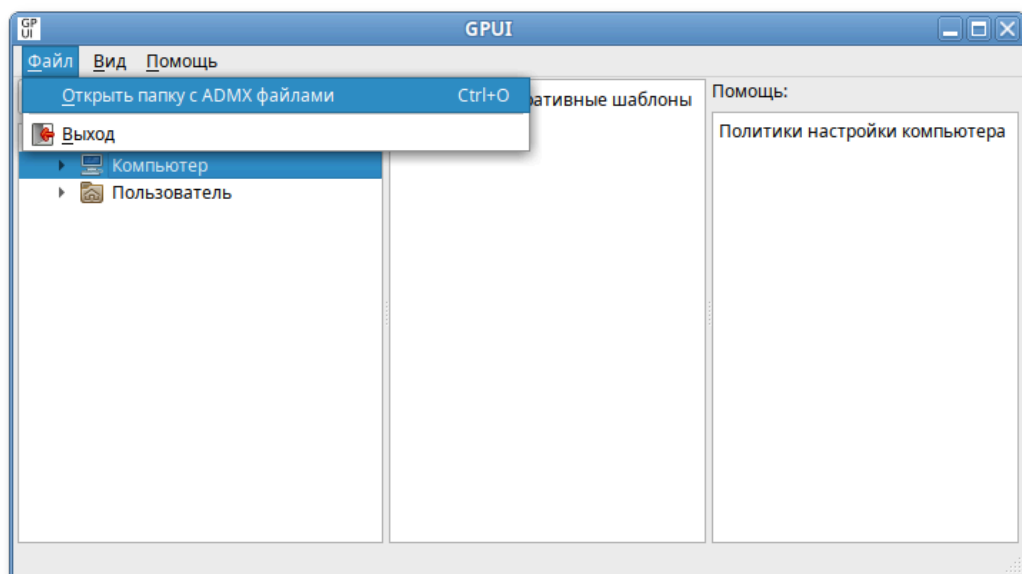 GP
UI
GPUI
Файл Вид Помощь
Открыть папку с ADMX файлами Ctrl+O
Выход
Компьютер
Пользователь
ативные шаблоны
Помощь:
Политики настройки компьютера